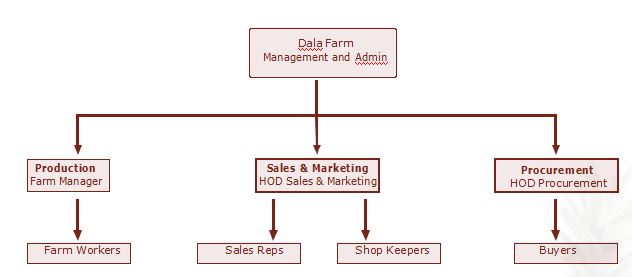 Dala Farm
Management and Admin
Production
Farm Manager
Sales & Marketing
HOD Sales & Marketing
Procurement
HOD Procurement
Farm Workers
Sales Reps
Shop Keepers
Buyers